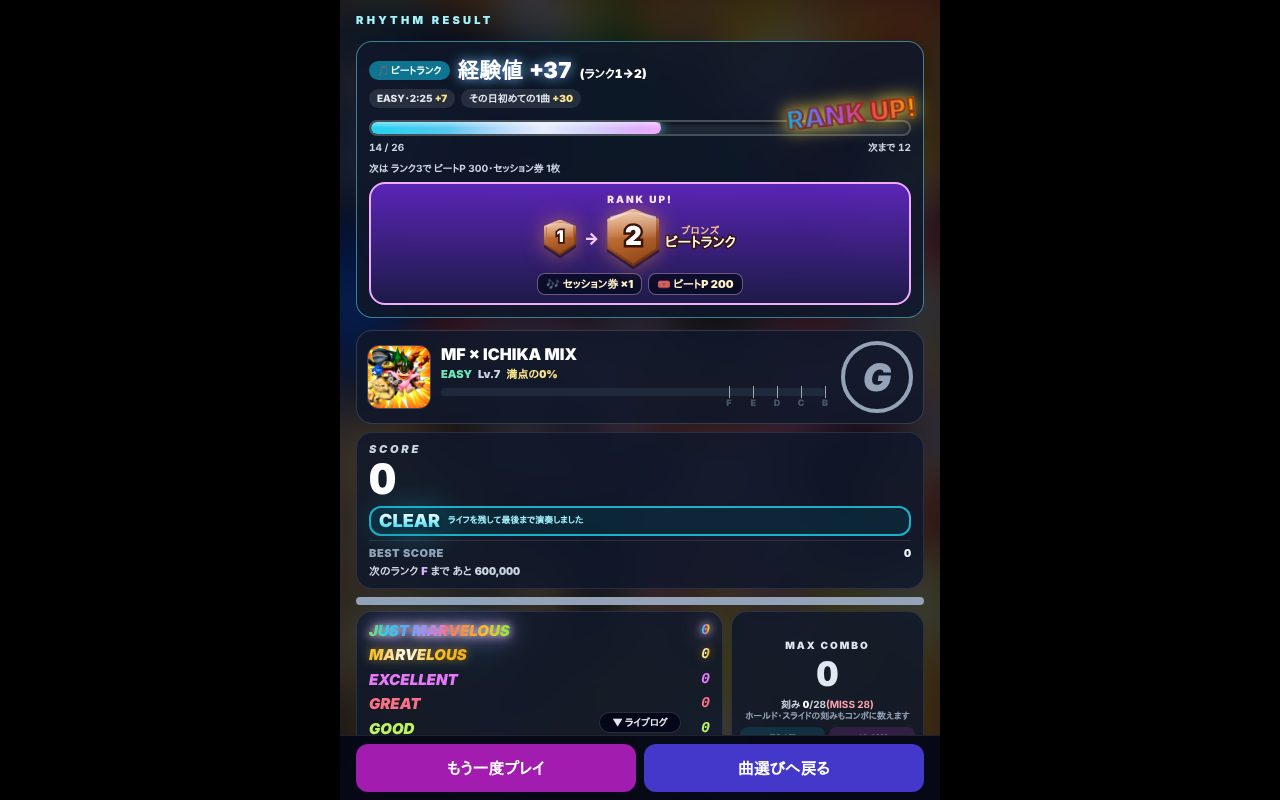 RHYTHM RESULT
🎵ビートランク 経験値 +37 (ランク1→2)
EASY・2:25 +7 その日初めての1曲 +30
RANK UP!
14 / 26 次まで 12
次は ランク3で ビートP 300・セッション券 1枚
RANK UP!
1 → 2 ブロンズ
ビートランク
🎶 セッション券 ×1 🎟️ ビートP 200
MF × ICHIKA MIX
EASY Lv.7 満点の0%
F E D C B
G
SCORE
0
CLEAR ライフを残して最後まで演奏しました
BEST SCORE 0
次のランク F まで あと 600,000
JUST MARVELOUS 0
MARVELOUS 0
EXCELLENT 0
GREAT 0
GOOD 0
MAX COMBO
0
刻み 0/28(MISS 28)
ホールド・スライドの刻みもコンボに数えます
▼ ライブログ
もう一度プレイ 曲選びへ戻る